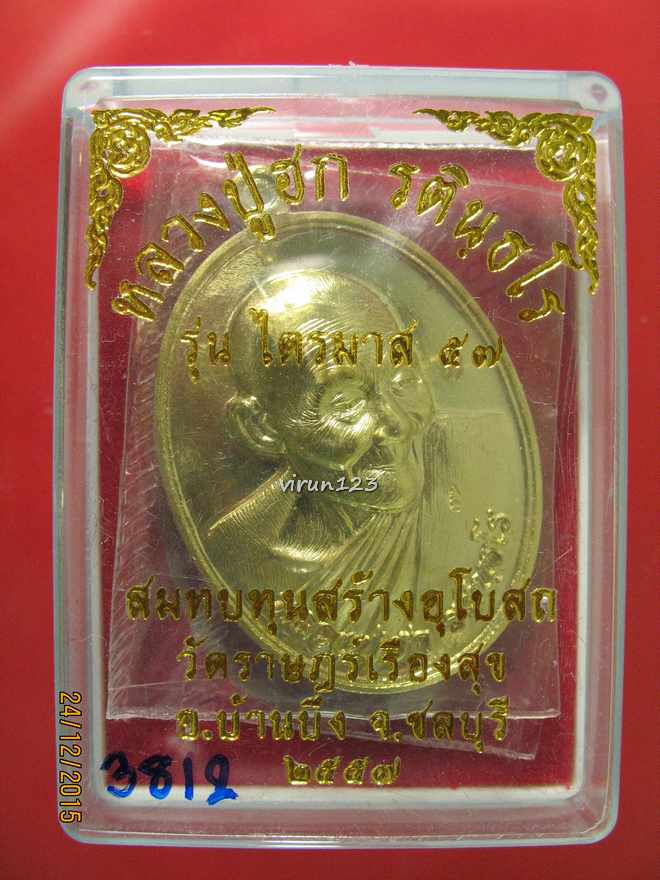 หลวงปู่ฮก รตินฺธโร
รุ่น ไตรมาส ๕๗
virun123
สมทบทุนสร้างอุโบสถ
วัดราษฎร์เรืองสุข
อ.บ้านบึง จ.ชลบุรี
๒๕๕๗
3812
24/12/2015